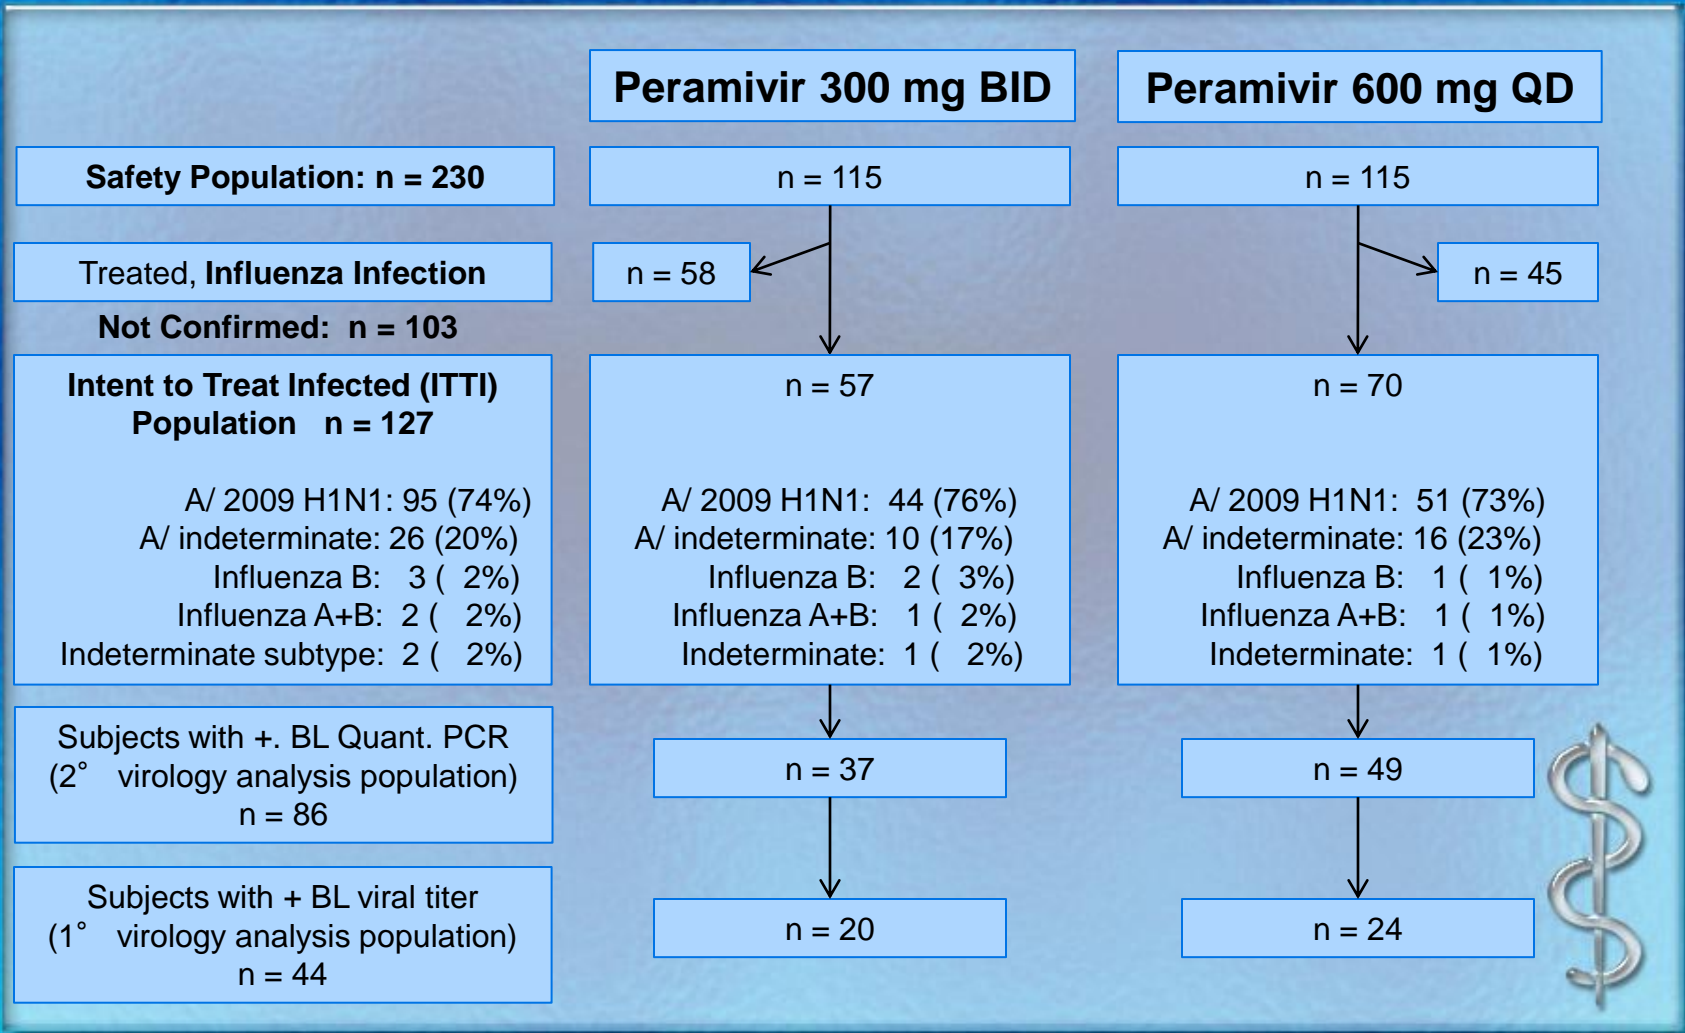 Peramivir 300 mg BID
Peramivir 600 mg QD
Safety Population: n = 230
n = 115
n = 115
Treated, Influenza Infection
Not Confirmed: n = 103
n = 58
n = 45
Intent to Treat Infected (ITTI)
Population n = 127
A/ 2009 H1N1: 95 (74%)
A/ indeterminate: 26 (20%)
Influenza B: 3 ( 2%)
Influenza A+B: 2 ( 2%)
Indeterminate subtype: 2 ( 2%)
n = 57
A/ 2009 H1N1: 44 (76%)
A/ indeterminate: 10 (17%)
Influenza B: 2 ( 3%)
Influenza A+B: 1 ( 2%)
Indeterminate: 1 ( 2%)
n = 70
A/ 2009 H1N1: 51 (73%)
A/ indeterminate: 16 (23%)
Influenza B: 1 ( 1%)
Influenza A+B: 1 ( 1%)
Indeterminate: 1 ( 1%)
Subjects with +. BL Quant. PCR
(2° virology analysis population)
n = 86
n = 37
n = 49
Subjects with + BL viral titer
(1° virology analysis population)
n = 44
n = 20
n = 24